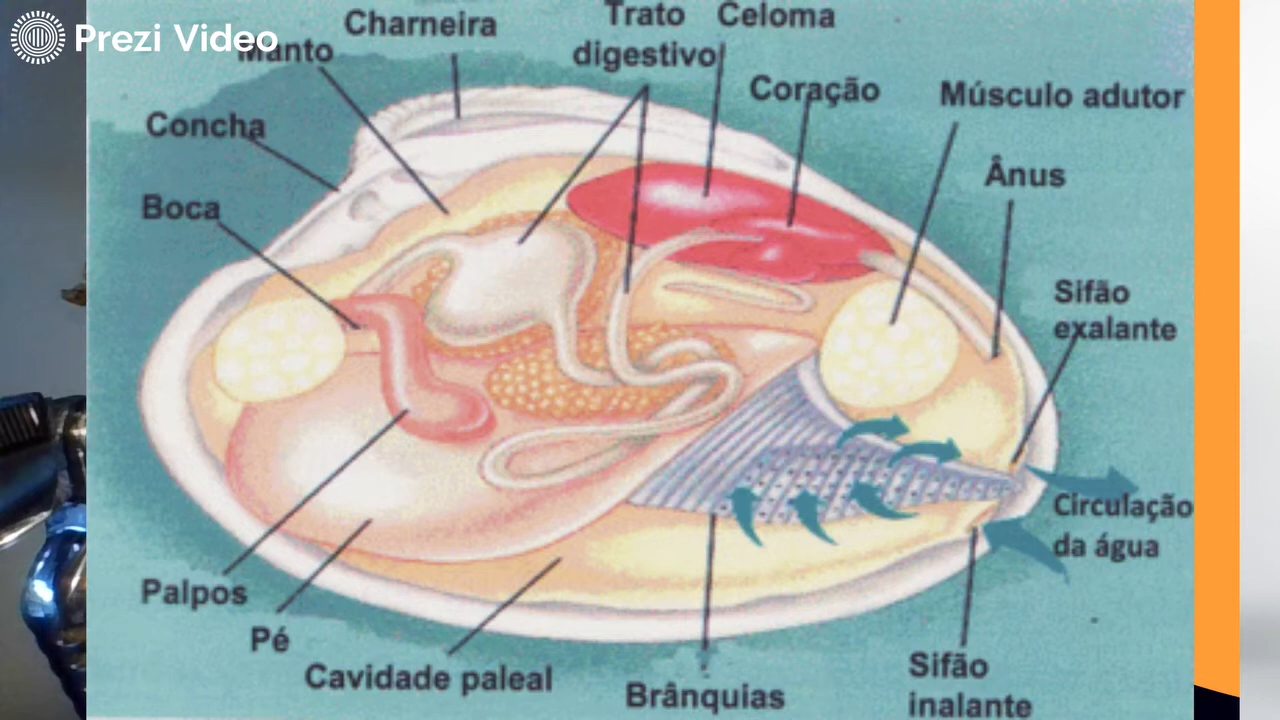 Prezi Video
Charneira
Trato
digestivo
Celoma
Manto
Coração
Músculo adutor
Concha
Ânus
Boca
Sifão
exalante
Circulação
da água
Palpos
Pé
Cavidade paleal
Brânquias
Sifão
inalante